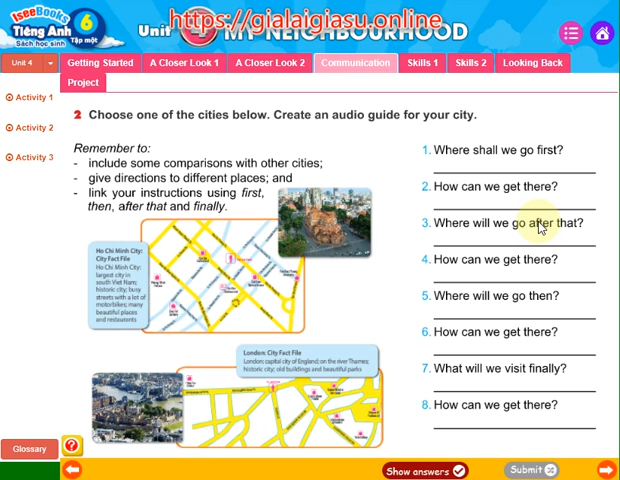 IseeBooks
Tiếng Anh 6
Sách học sinh Tập một
Unit 4 MY NEIGHBOURHOOD
https://gialaigiasu.online
Unit 4
Getting Started
A Closer Look 1
A Closer Look 2
Communication
Skills 1
Skills 2
Looking Back
Project
Activity 1
Activity 2
Activity 3
2 Choose one of the cities below. Create an audio guide for your city.
Remember to:
- include some comparisons with other cities;
- give directions to different places; and
- link your instructions using first,
then, after that and finally.
Ho Chi Minh City:
City Fact File
Ho Chi Minh City:
largest city in
south Viet Nam;
historic city; busy
streets with a lot of
motorbikes; many
beautiful places
and restaurants
London: City Fact File
London: capital city of England; on the river Thames;
historic city; old buildings and beautiful parks
1. Where shall we go first?
2. How can we get there?
3. Where will we go after that?
4. How can we get there?
5. Where will we go then?
6. How can we get there?
7. What will we visit finally?
8. How can we get there?
Glossary
?
Show answers
Submit